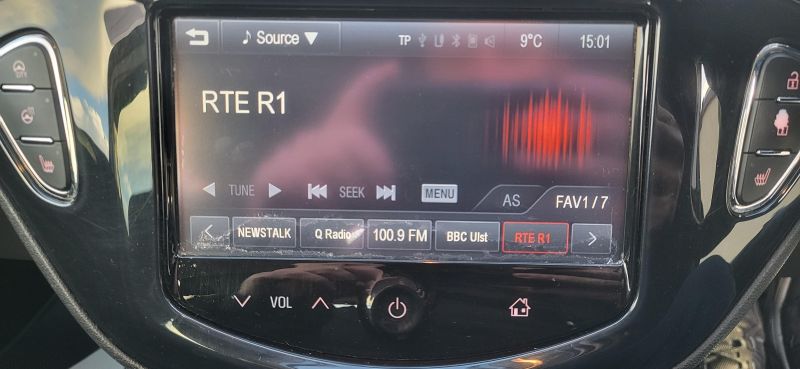 ♪ Source ▼ TP 9°C 15:01
CITY
RTE R1
◀ TUNE ▶ SEEK MENU AS FAV1/7
NEWSTALK Q Radio 100.9 FM BBC Ulst RTE R1
VOL